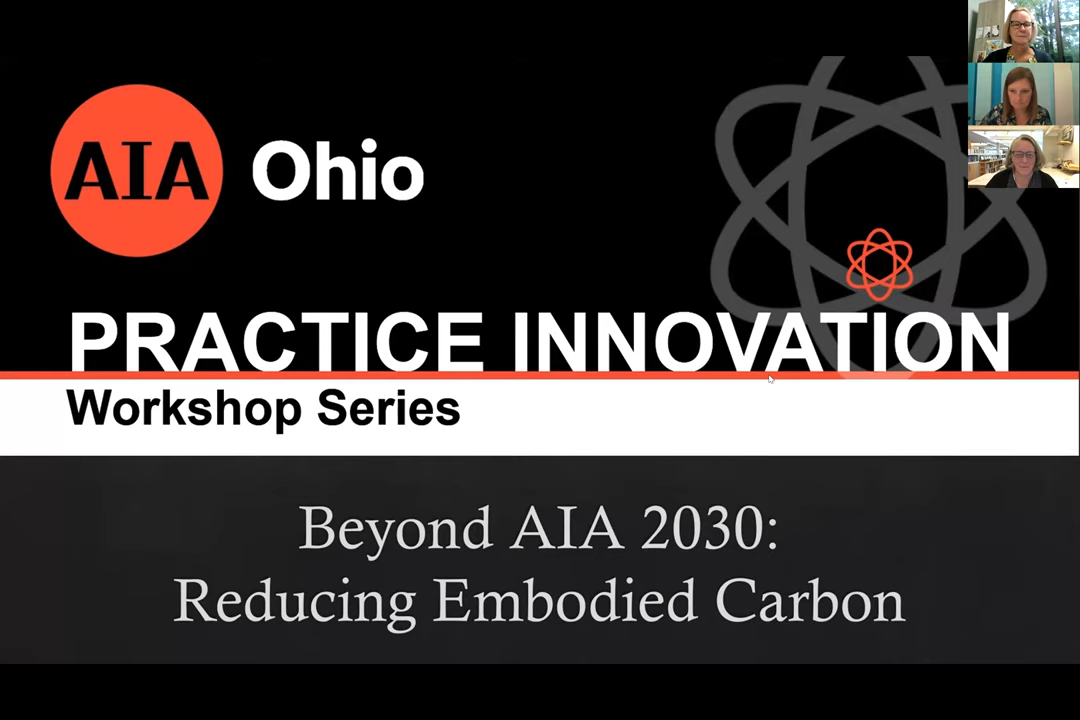 AIA Ohio
PRACTICE INNOVATION
Workshop Series
Beyond AIA 2030:
Reducing Embodied Carbon